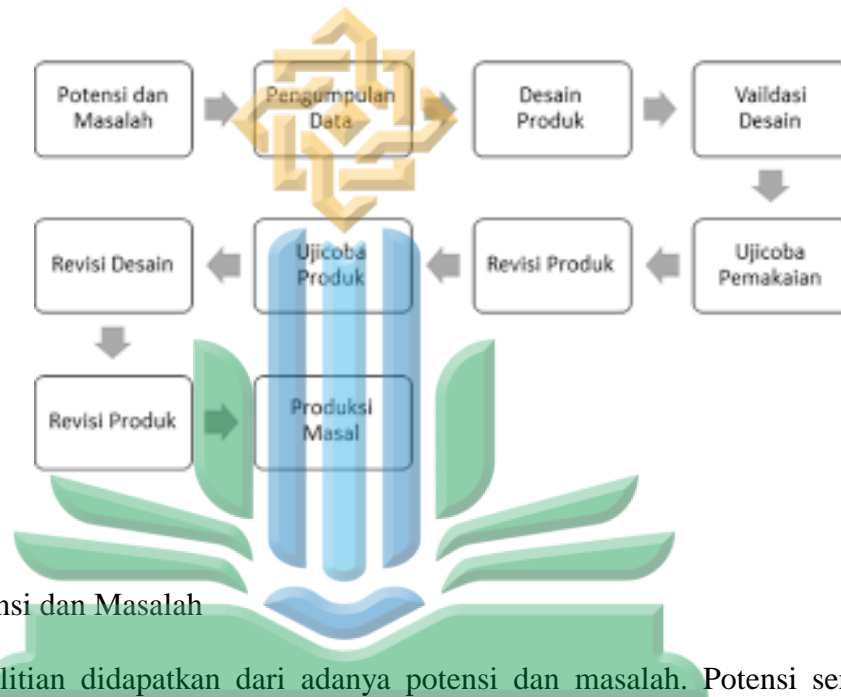 Potensi dan
Masalah
Pengumpulan
Data
Desain
Produk
Vaildasi
Desain
Ujicoba
Pemakaian
Revisi Produk
Ujicoba
Produk
Revisi Desain
Revisi Produk
Produksi
Masal
nsi dan Masalah
litian didapatkan dari adanya potensi dan masalah. Potensi ser